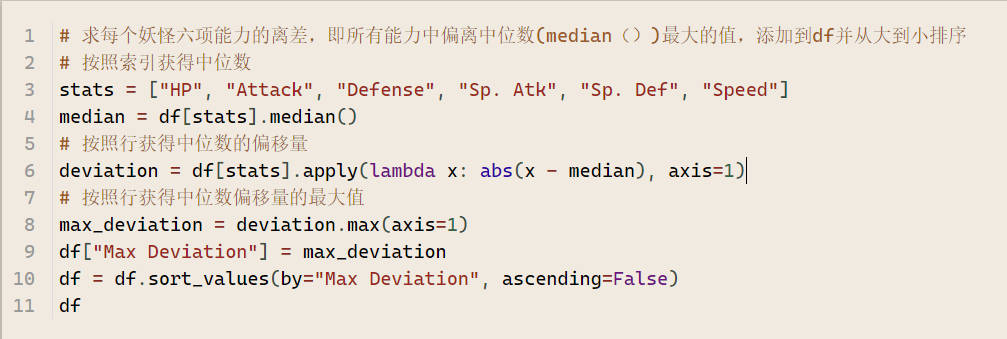 1 # 求每个妖怪六项能力的离差，即所有能力中偏离中位数(median（）)最大的值，添加到df并从大到小排序
2 # 按照索引获得中位数
3 stats = ["HP", "Attack", "Defense", "Sp. Atk", "Sp. Def", "Speed"]
4 median = df[stats].median()
5 # 按照行获得中位数的偏移量
6 deviation = df[stats].apply(lambda x: abs(x - median), axis=1)
7 # 按照行获得中位数偏移量的最大值
8 max_deviation = deviation.max(axis=1)
9 df["Max Deviation"] = max_deviation
10 df = df.sort_values(by="Max Deviation", ascending=False)
11 df